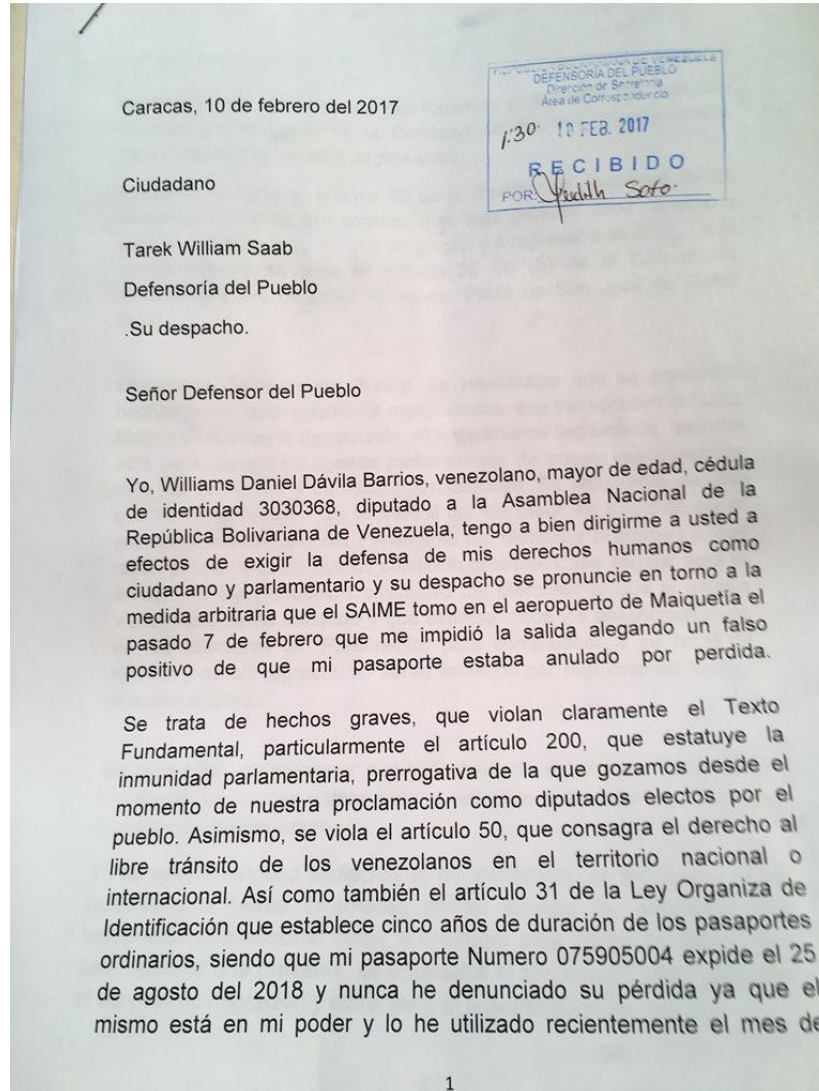 Caracas, 10 de febrero del 2017
REPUBLICA BOLIVARIANA DE VENEZUELA
DEFENSORÍA DEL PUEBLO
Dirección de Secretaría
Área de Correspondencia
1:30 10 FEB. 2017
RECIBIDO
POR: Soto
Ciudadano
Tarek William Saab
Defensoría del Pueblo
.Su despacho.
Señor Defensor del Pueblo
Yo, Williams Daniel Dávila Barrios, venezolano, mayor de edad, cédula
de identidad 3030368, diputado a la Asamblea Nacional de la
República Bolivariana de Venezuela, tengo a bien dirigirme a usted a
efectos de exigir la defensa de mis derechos humanos como
ciudadano y parlamentario y su despacho se pronuncie en torno a la
medida arbitraria que el SAIME tomo en el aeropuerto de Maiquetía el
pasado 7 de febrero que me impidió la salida alegando un falso
positivo de que mi pasaporte estaba anulado por perdida.
Se trata de hechos graves, que violan claramente el Texto
Fundamental, particularmente el artículo 200, que estatuye la
inmunidad parlamentaria, prerrogativa de la que gozamos desde el
momento de nuestra proclamación como diputados electos por el
pueblo. Asimismo, se viola el artículo 50, que consagra el derecho al
libre tránsito de los venezolanos en el territorio nacional o
internacional. Así como también el artículo 31 de la Ley Organiza de
Identificación que establece cinco años de duración de los pasaportes
ordinarios, siendo que mi pasaporte Numero 075905004 expide el 25
de agosto del 2018 y nunca he denunciado su pérdida ya que el
mismo está en mi poder y lo he utilizado recientemente el mes de
1